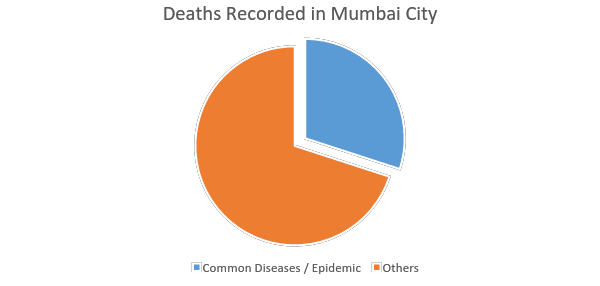 Deaths Recorded in Mumbai City
Common Diseases / Epidemic Others